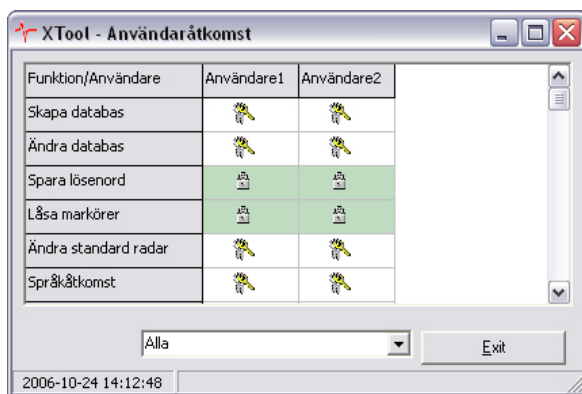 XTool - Användaråtkomst
Funktion/Användare Användare1 Användare2
Skapa databas
Ändra databas
Spara lösenord
Låsa markörer
Ändra standard radar
Språkåtkomst
Alla
Exit
2006-10-24 14:12:48